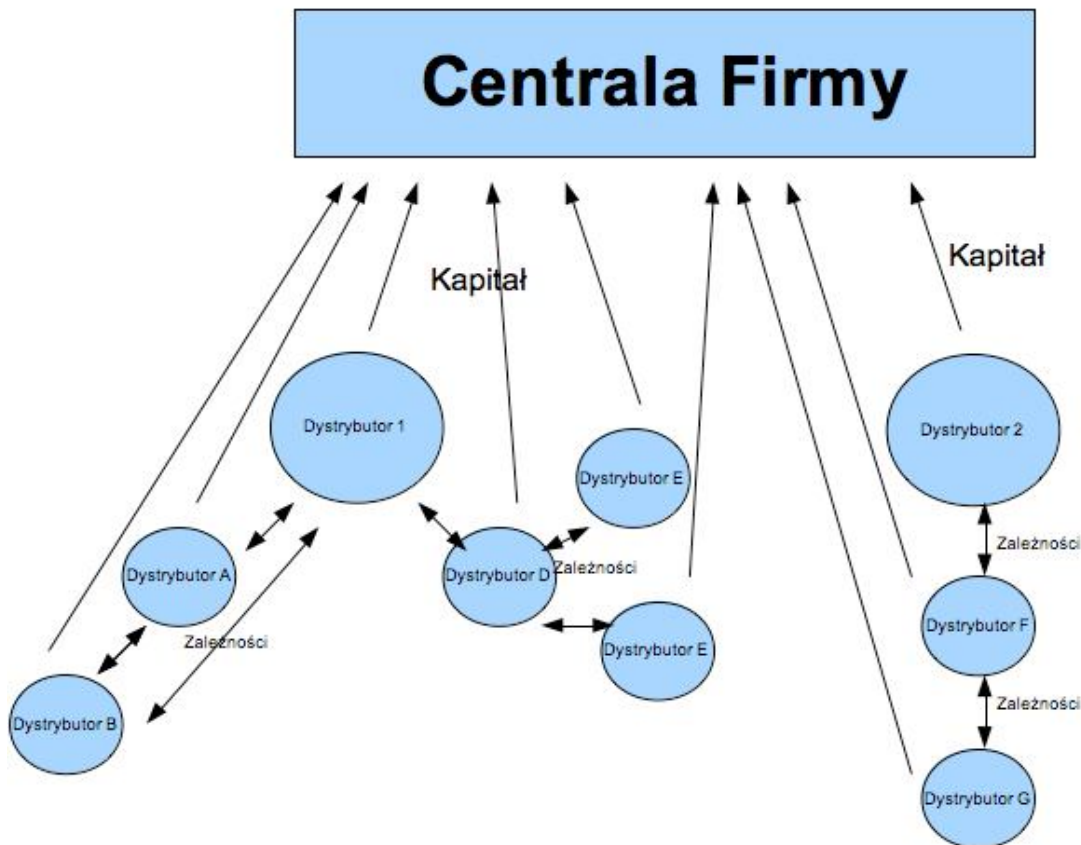 Centrala Firmy
Kapitał
Kapitał
Dystrybutor 1
Dystrybutor 2
Dystrybutor E
Zależności
Dystrybutor A
Dystrybutor D
Zależności
Dystrybutor F
Zależności
Dystrybutor E
Zależności
Dystrybutor B
Dystrybutor G